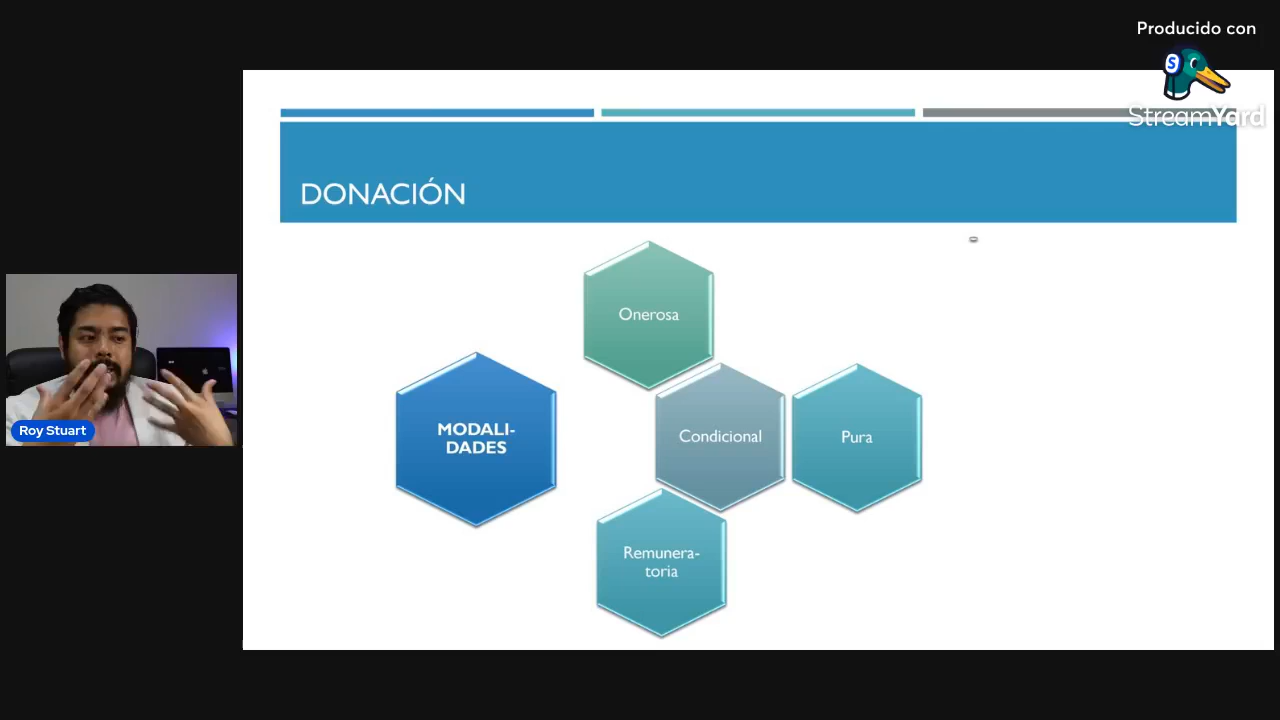 Producido con
S
StreamYard
DONACIÓN
Onerosa
MODALI-
DADES
Condicional
Pura
Remunera-
toria
Roy Stuart